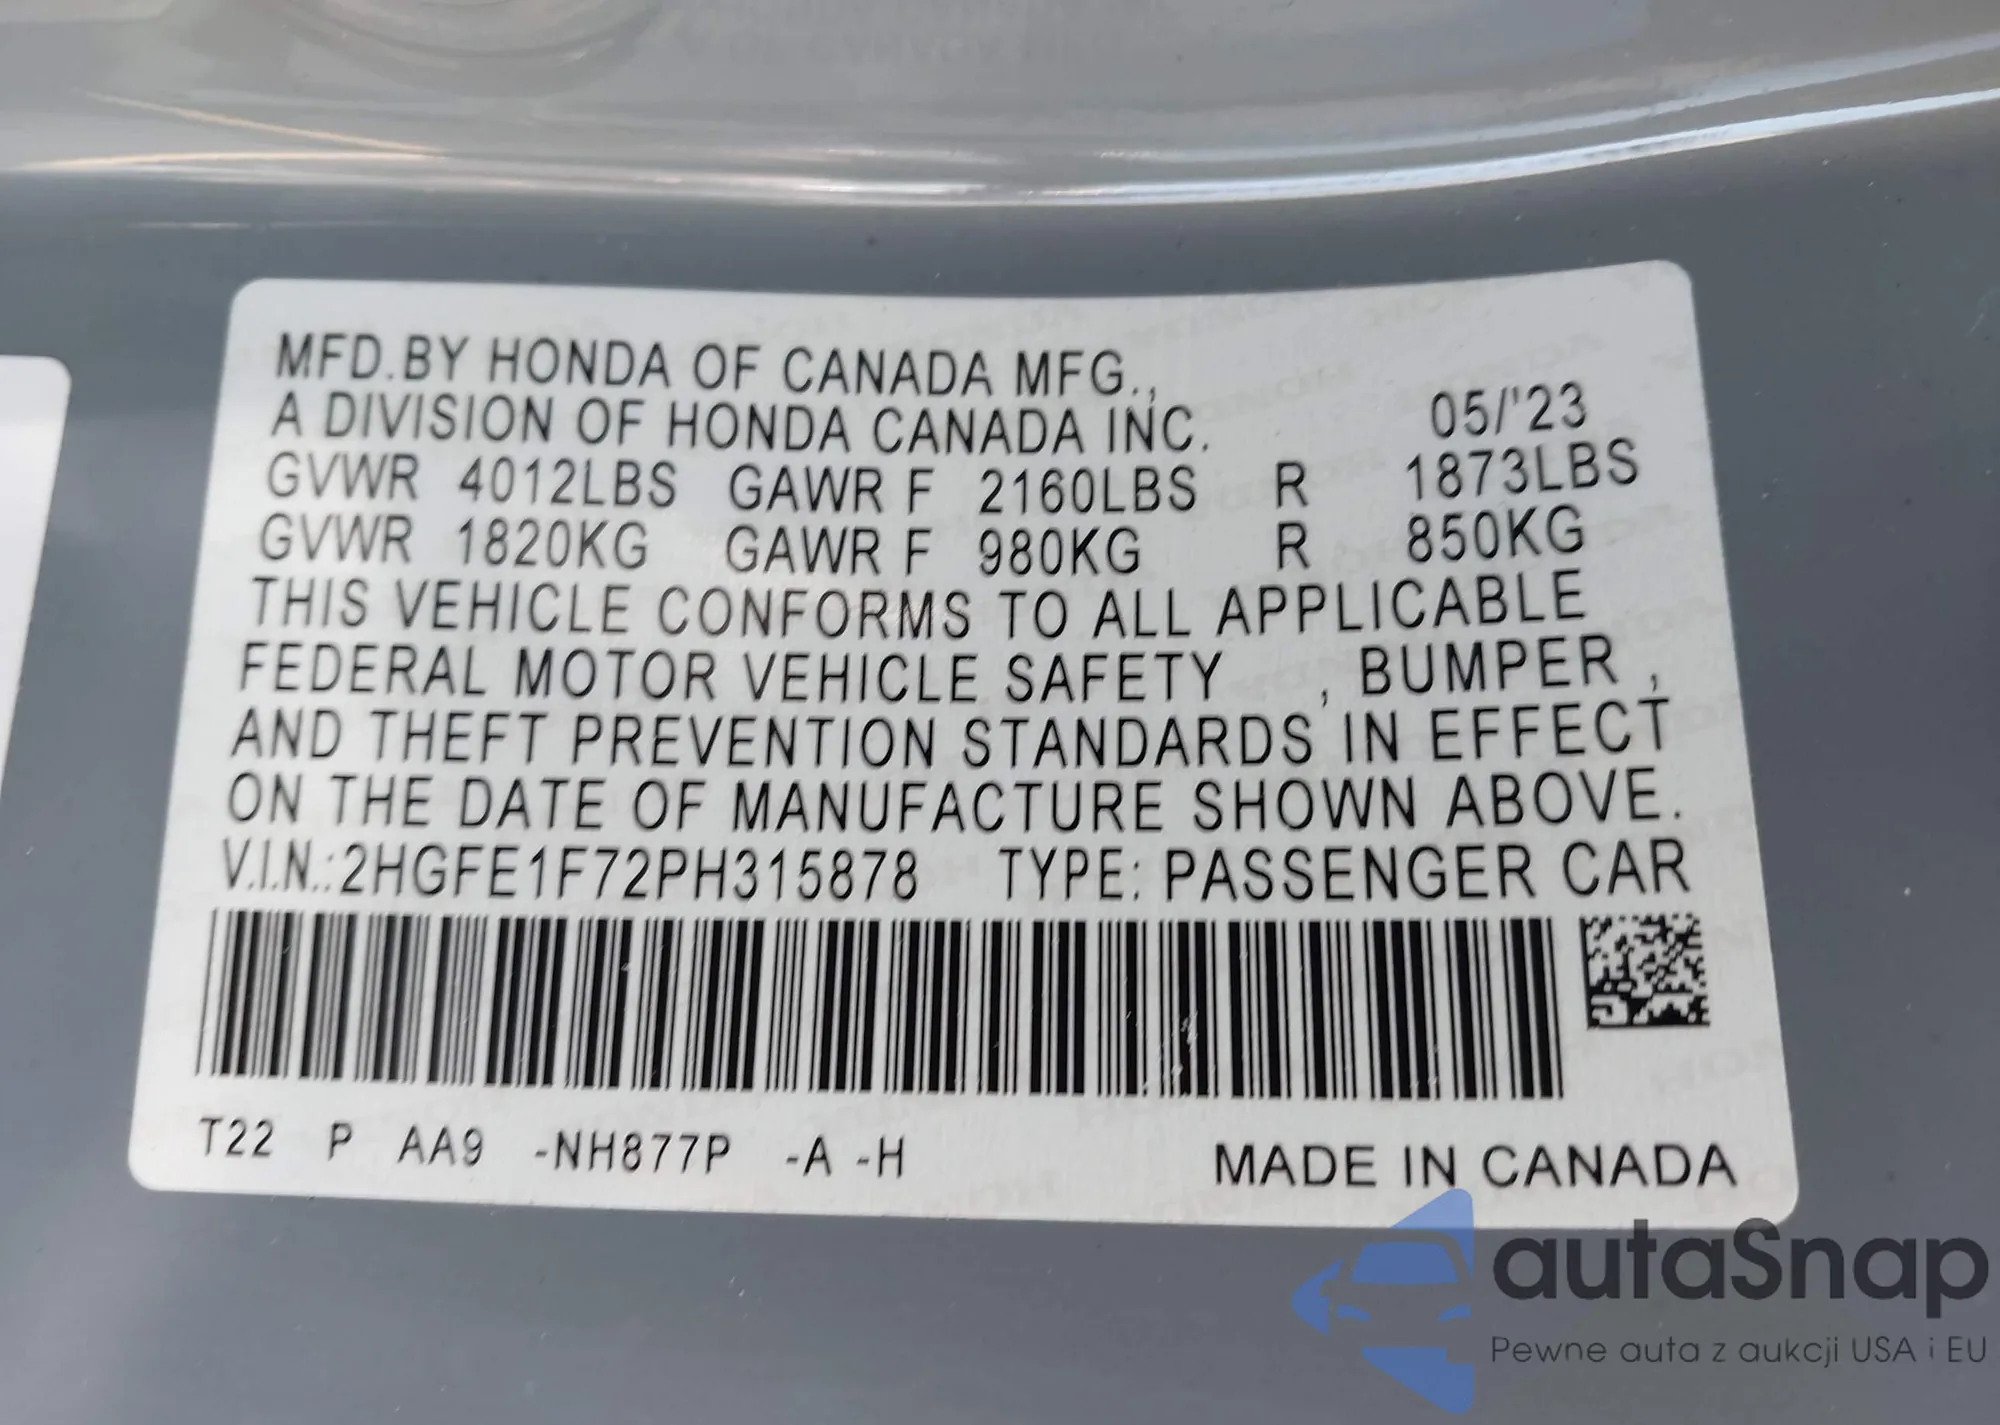 MFD.BY HONDA OF CANADA MFG.,
A DIVISION OF HONDA CANADA INC. 05/'23
GVWR 4012LBS GAWR F 2160LBS R 1873LBS
GVWR 1820KG GAWR F 980KG R 850KG
THIS VEHICLE CONFORMS TO ALL APPLICABLE
FEDERAL MOTOR VEHICLE SAFETY , BUMPER ,
AND THEFT PREVENTION STANDARDS IN EFFECT
ON THE DATE OF MANUFACTURE SHOWN ABOVE.
V.I.N.:2HGFE1F72PH315878 TYPE: PASSENGER CAR
T22 P AA9 -NH877P -A -H
MADE IN CANADA
autaSnap
Pewne auta z aukcji USA i EU